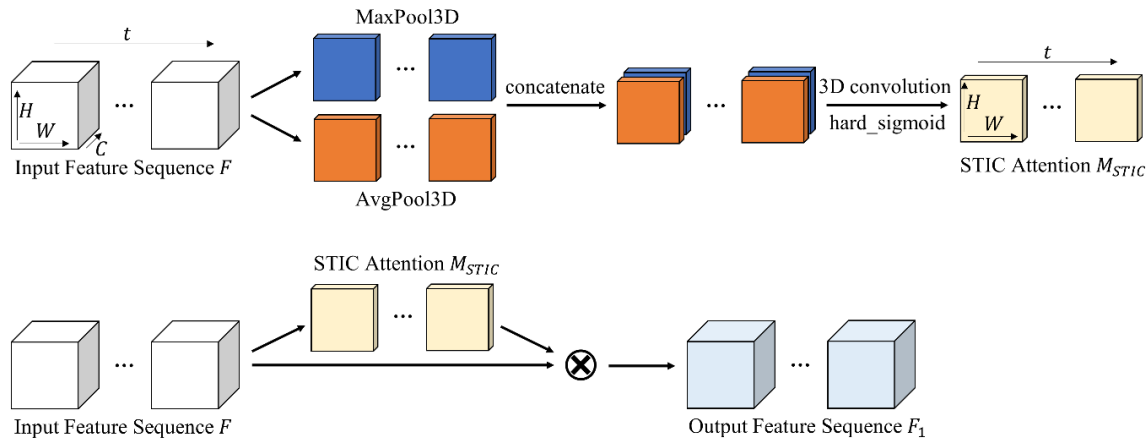 MaxPool3D
t
t
...
...
H
W
C
concatenate
...
3D convolution
hard_sigmoid
H
W
...
Input Feature Sequence F
...
AvgPool3D
STIC Attention M_STIC
STIC Attention M_STIC
...
...
...
Input Feature Sequence F
Output Feature Sequence F₁